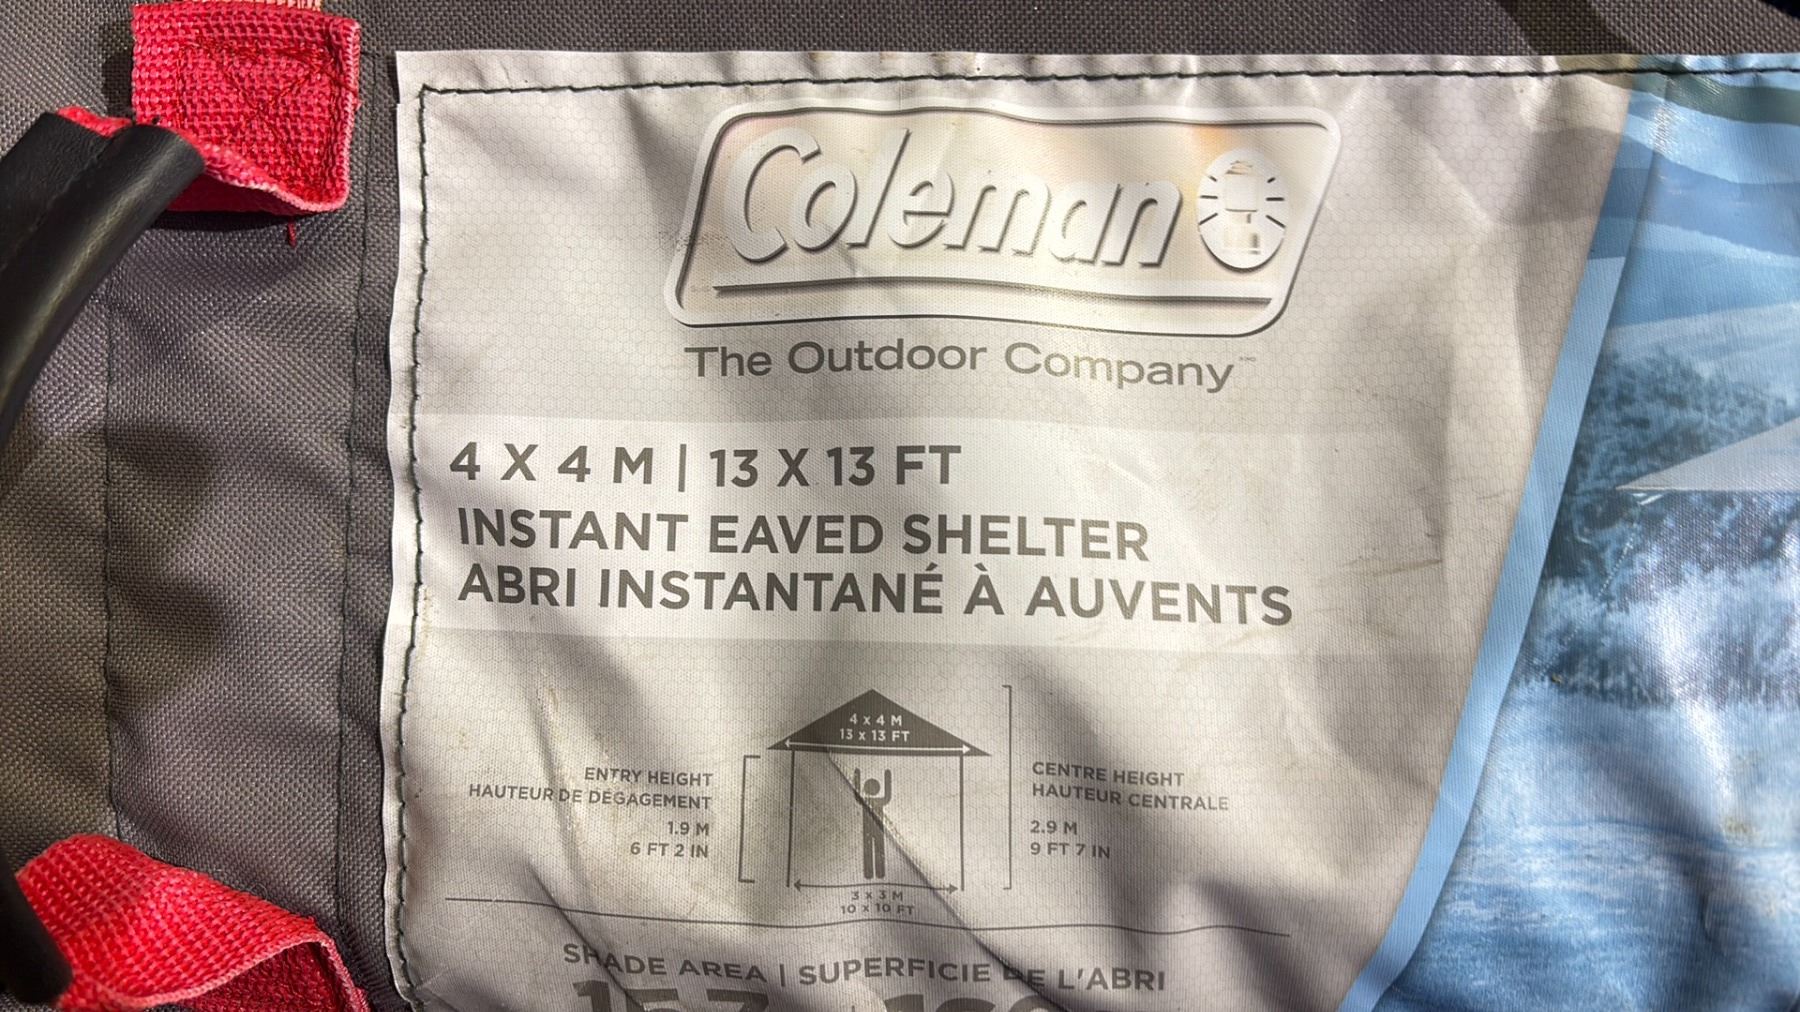 Coleman
The Outdoor Company™
4 X 4 M | 13 X 13 FT
INSTANT EAVED SHELTER
ABRI INSTANTANÉ À AUVENTS
4 x 4 M
13 x 13 FT
ENTRY HEIGHT
HAUTEUR DE DÉGAGEMENT
1.9 M
6 FT 2 IN
CENTRE HEIGHT
HAUTEUR CENTRALE
2.9 M
9 FT 7 IN
3 x 3 M
10 x 10 FT
SHADE AREA | SUPERFICIE DE L'ABRI